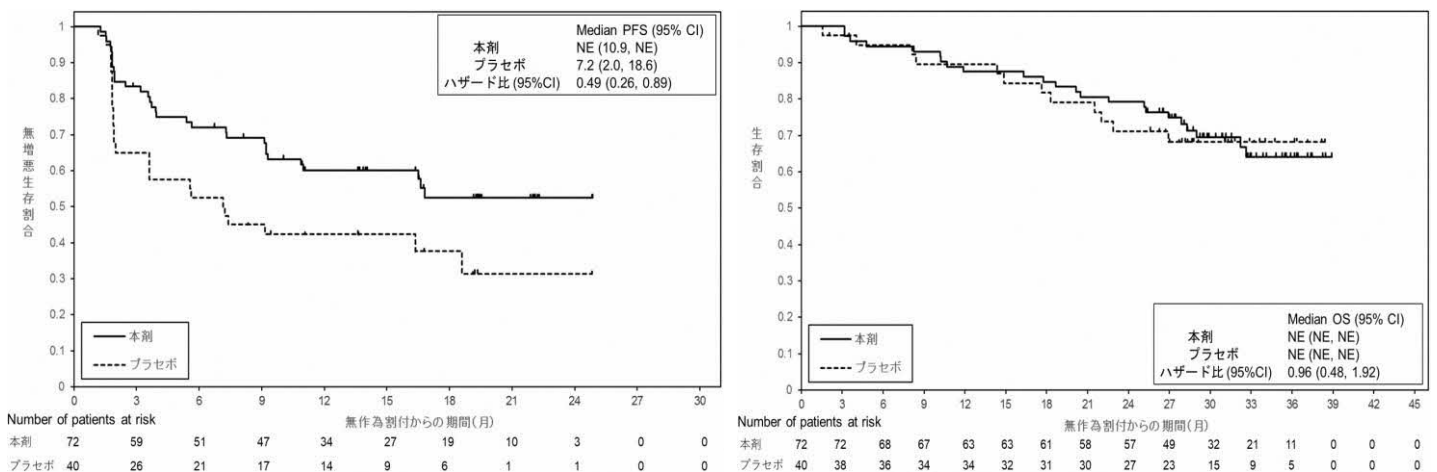 Median PFS (95% CI)
本剤 NE (10.9, NE)
プラセボ 7.2 (2.0, 18.6)
ハザード比 (95%CI) 0.49 (0.26, 0.89)
1
0.9
0.8
0.7
0.6
0.5
0.4
0.3
0.2
0.1
0
無増悪生存割合
本剤
プラセボ
0 3 6 9 12 15 18 21 24 27 30
Number of patients at risk
無作為割付からの期間(月)
本剤 72 59 51 47 34 27 19 10 3 0 0
プラセボ 40 26 21 17 14 9 6 1 1 0 0
1
0.9
0.8
0.7
0.6
0.5
0.4
0.3
0.2
0.1
0
生存割合
Median OS (95% CI)
本剤 NE (NE, NE)
プラセボ NE (NE, NE)
ハザード比 (95%CI) 0.96 (0.48, 1.92)
本剤
プラセボ
0 3 6 9 12 15 18 21 24 27 30 33 36 39 42 45
Number of patients at risk
無作為割付からの期間(月)
本剤 72 72 68 67 63 63 61 58 57 49 32 21 11 0 0 0
プラセボ 40 38 36 34 34 32 31 30 27 23 15 9 5 0 0 0